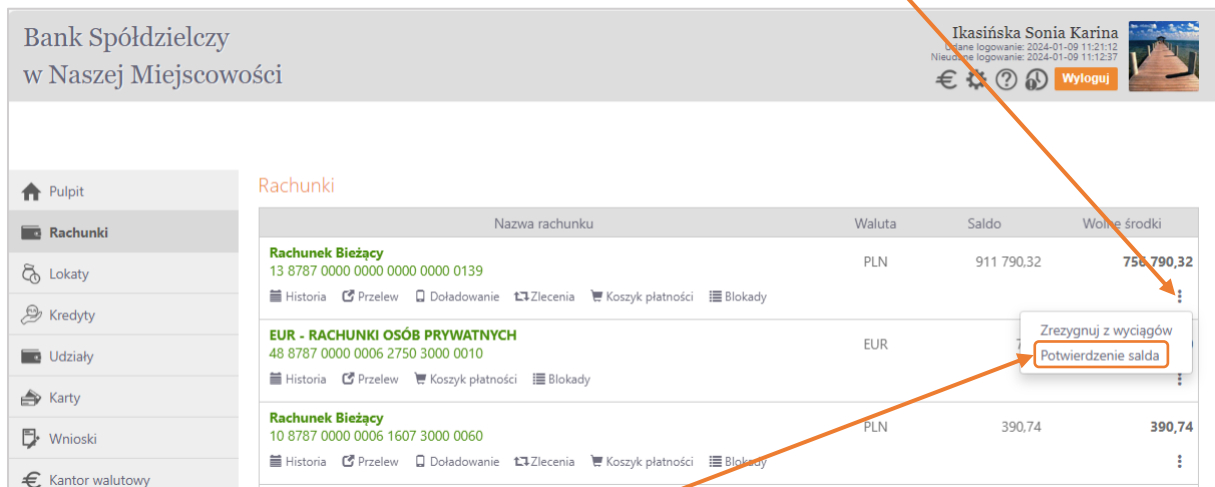 Bank Spółdzielczy
w Naszej Miejscowości
Ikasińska Sonia Karina
Udane logowanie: 2024-01-09 11:21:12
Nieudane logowanie: 2024-01-09 11:12:37
Wyloguj
Pulpit
Rachunki
Lokaty
Kredyty
Udziały
Karty
Wnioski
Kantor walutowy
Rachunki
Nazwa rachunku Waluta Saldo Wolne środki
Rachunek Bieżący
13 8787 0000 0000 0000 0000 0139 PLN 911 790,32 756 790,32
Historia Przelew Doładowanie Zlecenia Koszyk płatności Blokady
Zrezygnuj z wyciągów
Potwierdzenie salda
EUR - RACHUNKI OSÓB PRYWATNYCH
48 8787 0000 0006 2750 3000 0010 EUR
Historia Przelew Koszyk płatności Blokady
Rachunek Bieżący
10 8787 0000 0006 1607 3000 0060 PLN 390,74 390,74
Historia Przelew Doładowanie Zlecenia Koszyk płatności Blokady